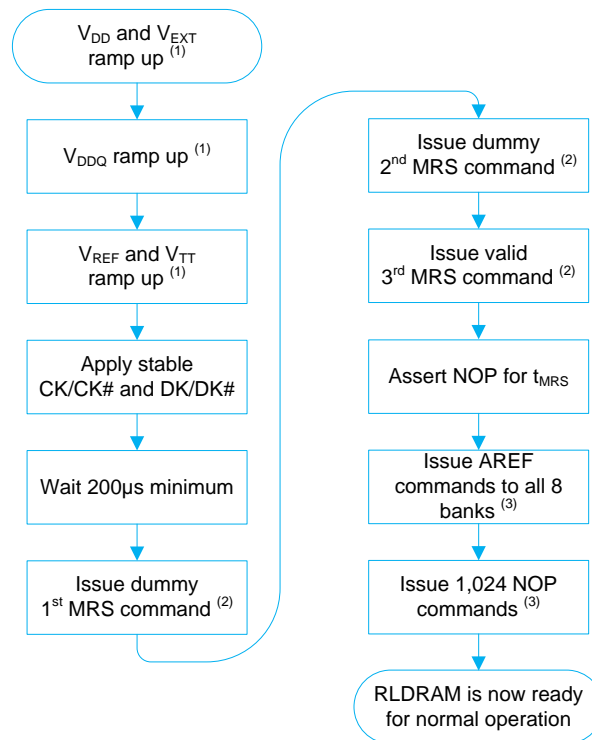 VDD and VEXT
ramp up (1)
VDDQ ramp up (1)
VREF and VTT
ramp up (1)
Apply stable
CK/CK# and DK/DK#
Wait 200µs minimum
Issue dummy
1st MRS command (2)
Issue dummy
2nd MRS command (2)
Issue valid
3rd MRS command (2)
Assert NOP for tMRS
Issue AREF
commands to all 8
banks (3)
Issue 1,024 NOP
commands (3)
RLDRAM is now ready
for normal operation